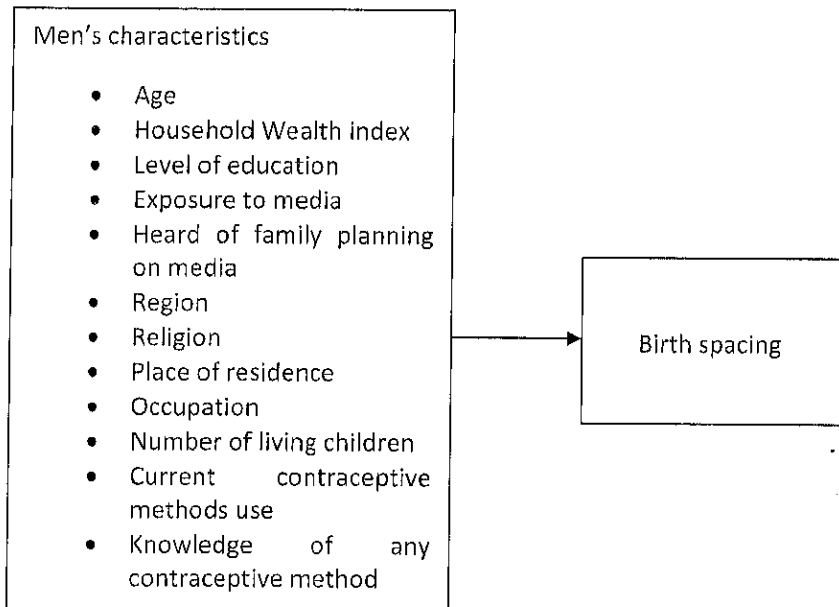 Men's characteristics
• Age
• Household Wealth index
• Level of education
• Exposure to media
• Heard of family planning
on media
• Region
• Religion
• Place of residence
• Occupation
• Number of living children
• Current contraceptive
methods use
• Knowledge of any
contraceptive method
Birth spacing